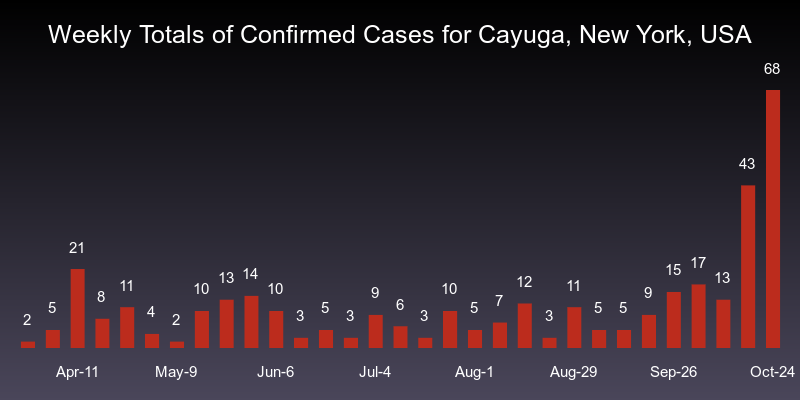 Weekly Totals of Confirmed Cases for Cayuga, New York, USA
2 5 21 8 11 4 2 10 13 14 10 3 5 3 9 6 3 10 5 7 12 3 11 5 5 9 15 17 13 43 68
Apr-11 May-9 Jun-6 Jul-4 Aug-1 Aug-29 Sep-26 Oct-24